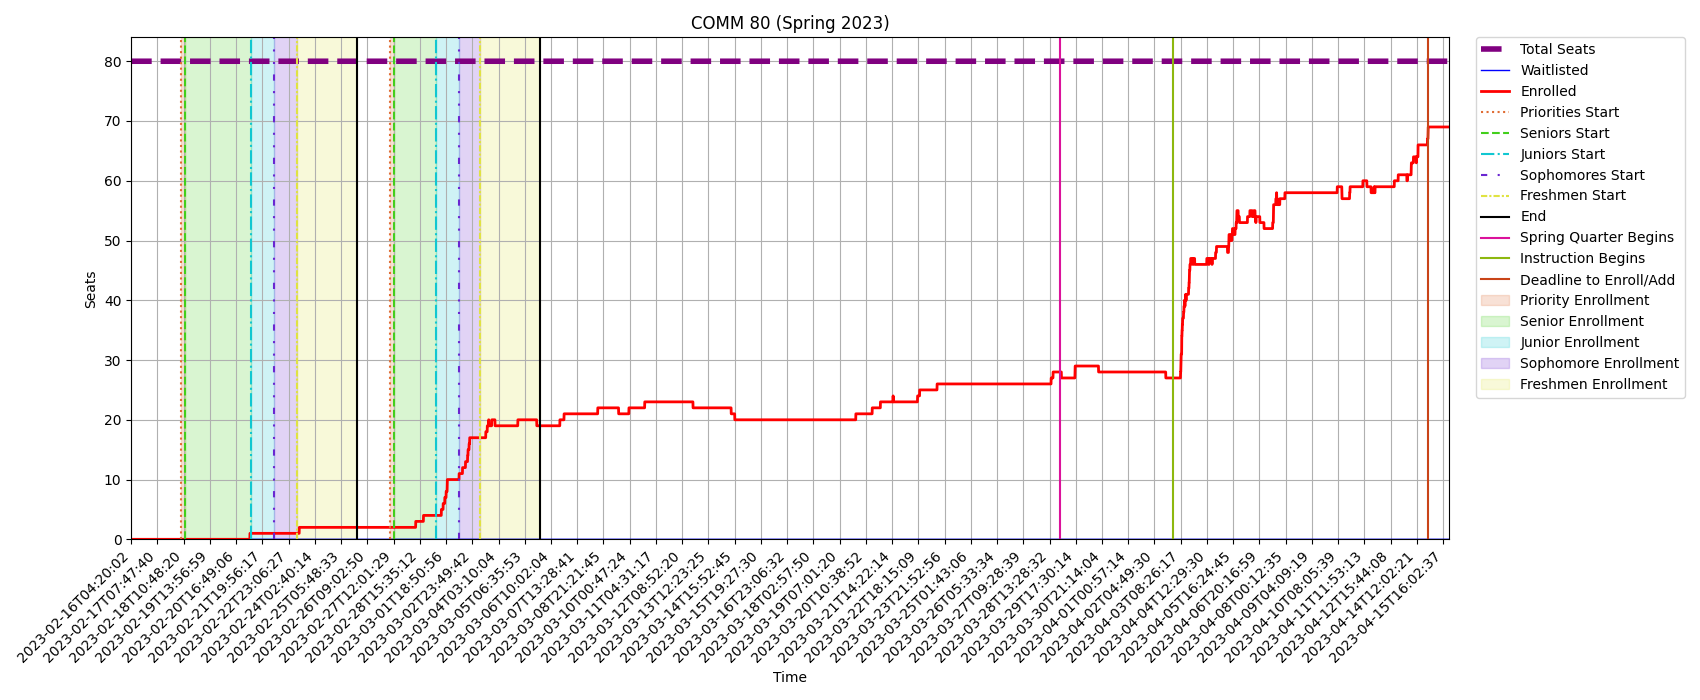 COMM 80 (Spring 2023)
Seats
80
70
60
50
40
30
20
10
0
2023-02-16T04:20:02
2023-02-17T07:47:40
2023-02-18T10:48:20
2023-02-19T13:56:59
2023-02-20T16:49:06
2023-02-21T19:56:17
2023-02-22T23:06:27
2023-02-24T02:40:14
2023-02-25T05:48:33
2023-02-26T09:02:50
2023-02-27T12:01:29
2023-02-28T15:35:12
2023-03-01T18:50:56
2023-03-02T23:49:42
2023-03-04T03:10:04
2023-03-05T06:35:53
2023-03-06T10:02:04
2023-03-07T13:28:41
2023-03-08T21:21:45
2023-03-10T00:47:24
2023-03-11T04:31:17
2023-03-12T08:52:20
2023-03-13T12:23:25
2023-03-14T15:52:45
2023-03-15T19:27:30
2023-03-16T23:06:32
2023-03-18T02:57:50
2023-03-19T07:01:20
2023-03-20T10:38:52
2023-03-21T14:22:14
2023-03-22T18:15:09
2023-03-23T21:52:56
2023-03-25T01:43:06
2023-03-26T05:33:34
2023-03-27T09:28:39
2023-03-28T13:28:32
2023-03-29T17:30:14
2023-03-30T21:14:04
2023-04-01T00:57:14
2023-04-02T04:49:30
2023-04-03T08:26:17
2023-04-04T12:29:30
2023-04-05T16:24:45
2023-04-06T20:16:59
2023-04-08T00:12:35
2023-04-09T04:09:19
2023-04-10T08:05:39
2023-04-11T11:53:13
2023-04-12T15:44:08
2023-04-14T12:02:21
2023-04-15T16:02:37
Time
Total Seats
Waitlisted
Enrolled
Priorities Start
Seniors Start
Juniors Start
Sophomores Start
Freshmen Start
End
Spring Quarter Begins
Instruction Begins
Deadline to Enroll/Add
Priority Enrollment
Senior Enrollment
Junior Enrollment
Sophomore Enrollment
Freshmen Enrollment